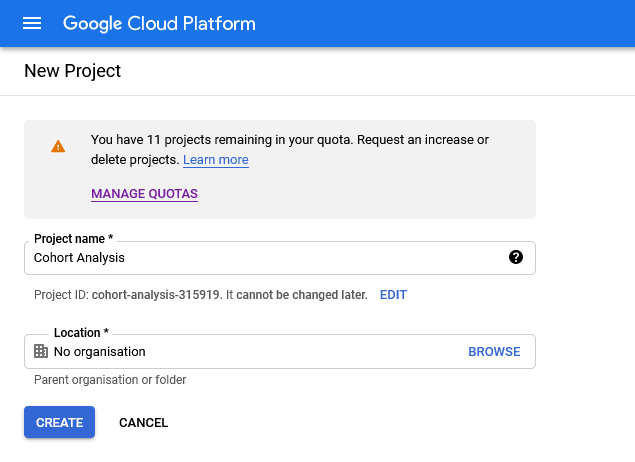 Google Cloud Platform
New Project
You have 11 projects remaining in your quota. Request an increase or
delete projects. Learn more
MANAGE QUOTAS
Project name *
Cohort Analysis
Project ID: cohort-analysis-315919. It cannot be changed later. EDIT
Location *
No organisation BROWSE
Parent organisation or folder
CREATE CANCEL